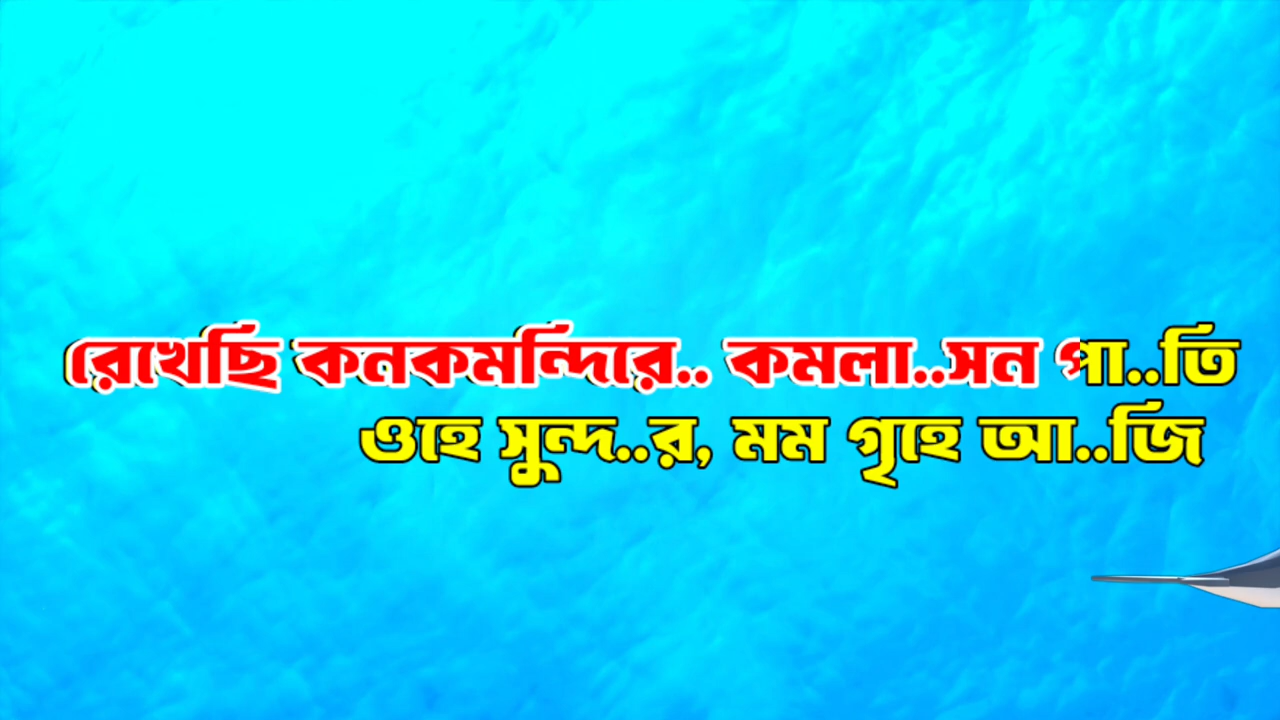 রেখেছি কনকমন্দিরে.. কমলা..সন পা..তি
ওহে সুন্দ..র, মম গৃহে আ..জি